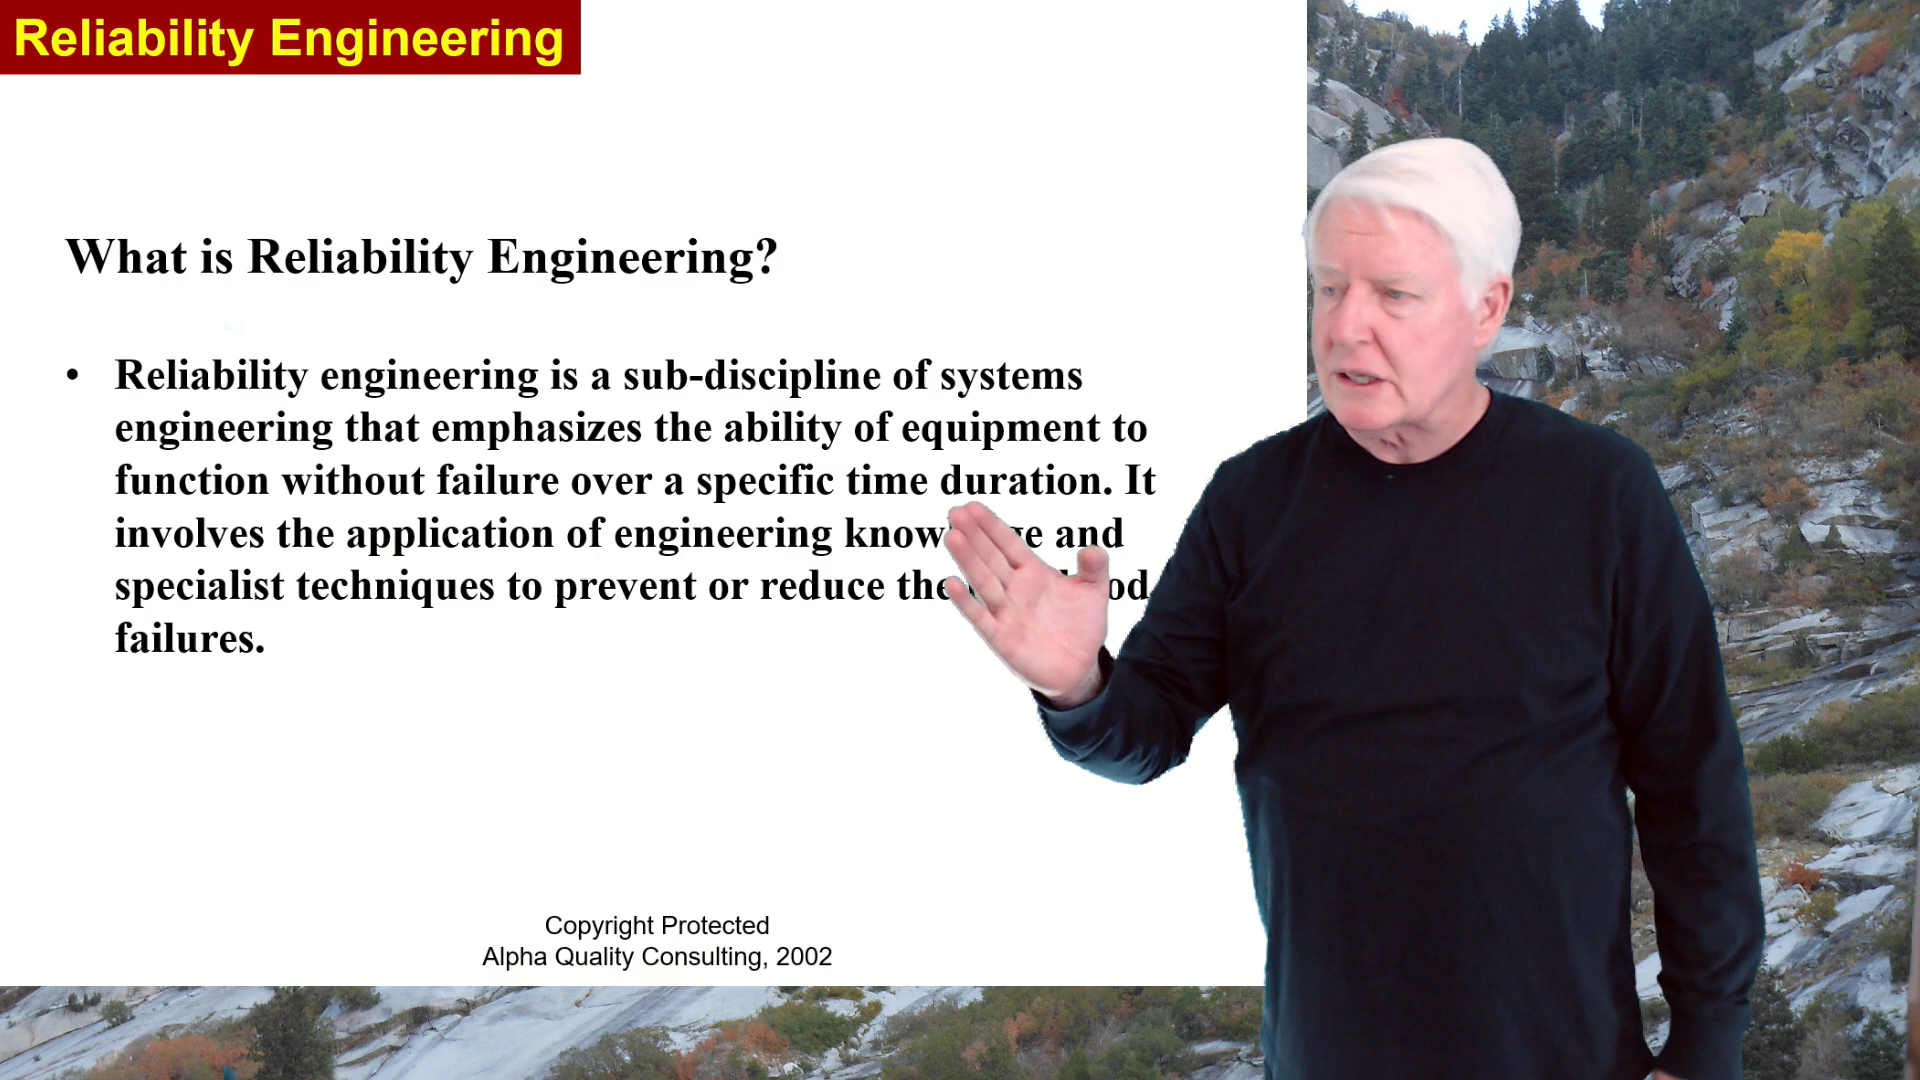 Reliability Engineering
What is Reliability Engineering?
• Reliability engineering is a sub-discipline of systems
engineering that emphasizes the ability of equipment to
function without failure over a specific time duration. It
involves the application of engineering and
specialist techniques to prevent or reduce the
failures.
Copyright Protected
Alpha Quality Consulting, 2002